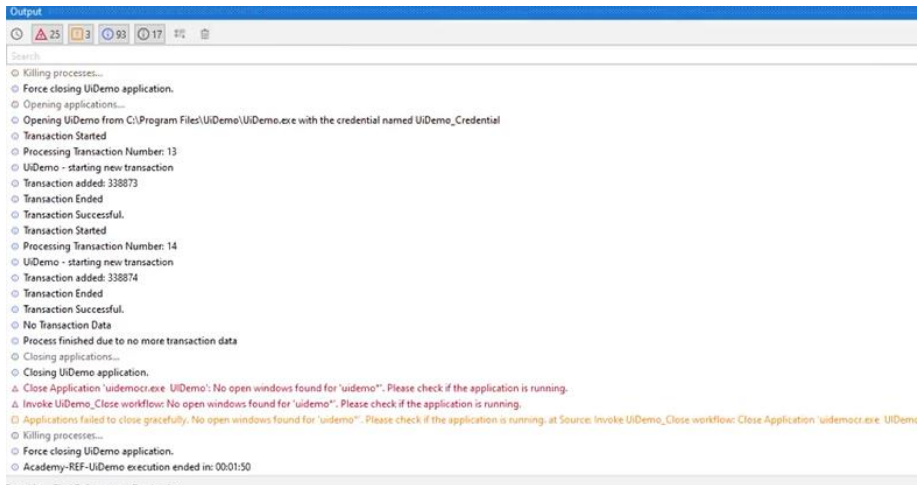 Output
25 3 93 17
Search
Killing processes...
Force closing UiDemo application.
Opening applications...
Opening UiDemo from C:\Program Files\UiDemo\UiDemo.exe with the credential named UiDemo_Credential
Transaction Started
Processing Transaction Number: 13
UiDemo - starting new transaction
Transaction added: 338873
Transaction Ended
Transaction Successful.
Transaction Started
Processing Transaction Number: 14
UiDemo - starting new transaction
Transaction added: 338874
Transaction Ended
Transaction Successful.
No Transaction Data
Process finished due to no more transaction data
Closing applications...
Closing UiDemo application.
Close Application 'uidemocr.exe UIDemo': No open windows found for 'uidemo*'. Please check if the application is running.
Invoke UiDemo_Close workflow: No open windows found for 'uidemo*'. Please check if the application is running.
Applications failed to close gracefully. No open windows found for 'uidemo*'. Please check if the application is running. at Source: Invoke UiDemo_Close workflow: Close Application 'uidemocr.exe UIDemo
Killing processes...
Force closing UiDemo application.
Academy-REF-UiDemo execution ended in: 00:01:50